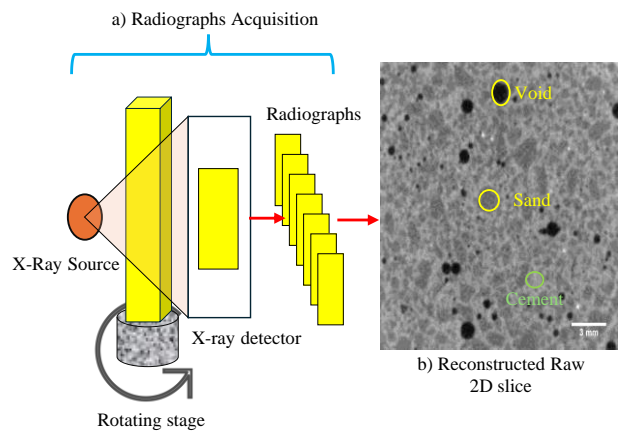 a) Radiographs Acquisition
Radiographs
X-Ray Source
X-ray detector
Rotating stage
Void
Sand
Cement
3 mm
b) Reconstructed Raw
2D slice